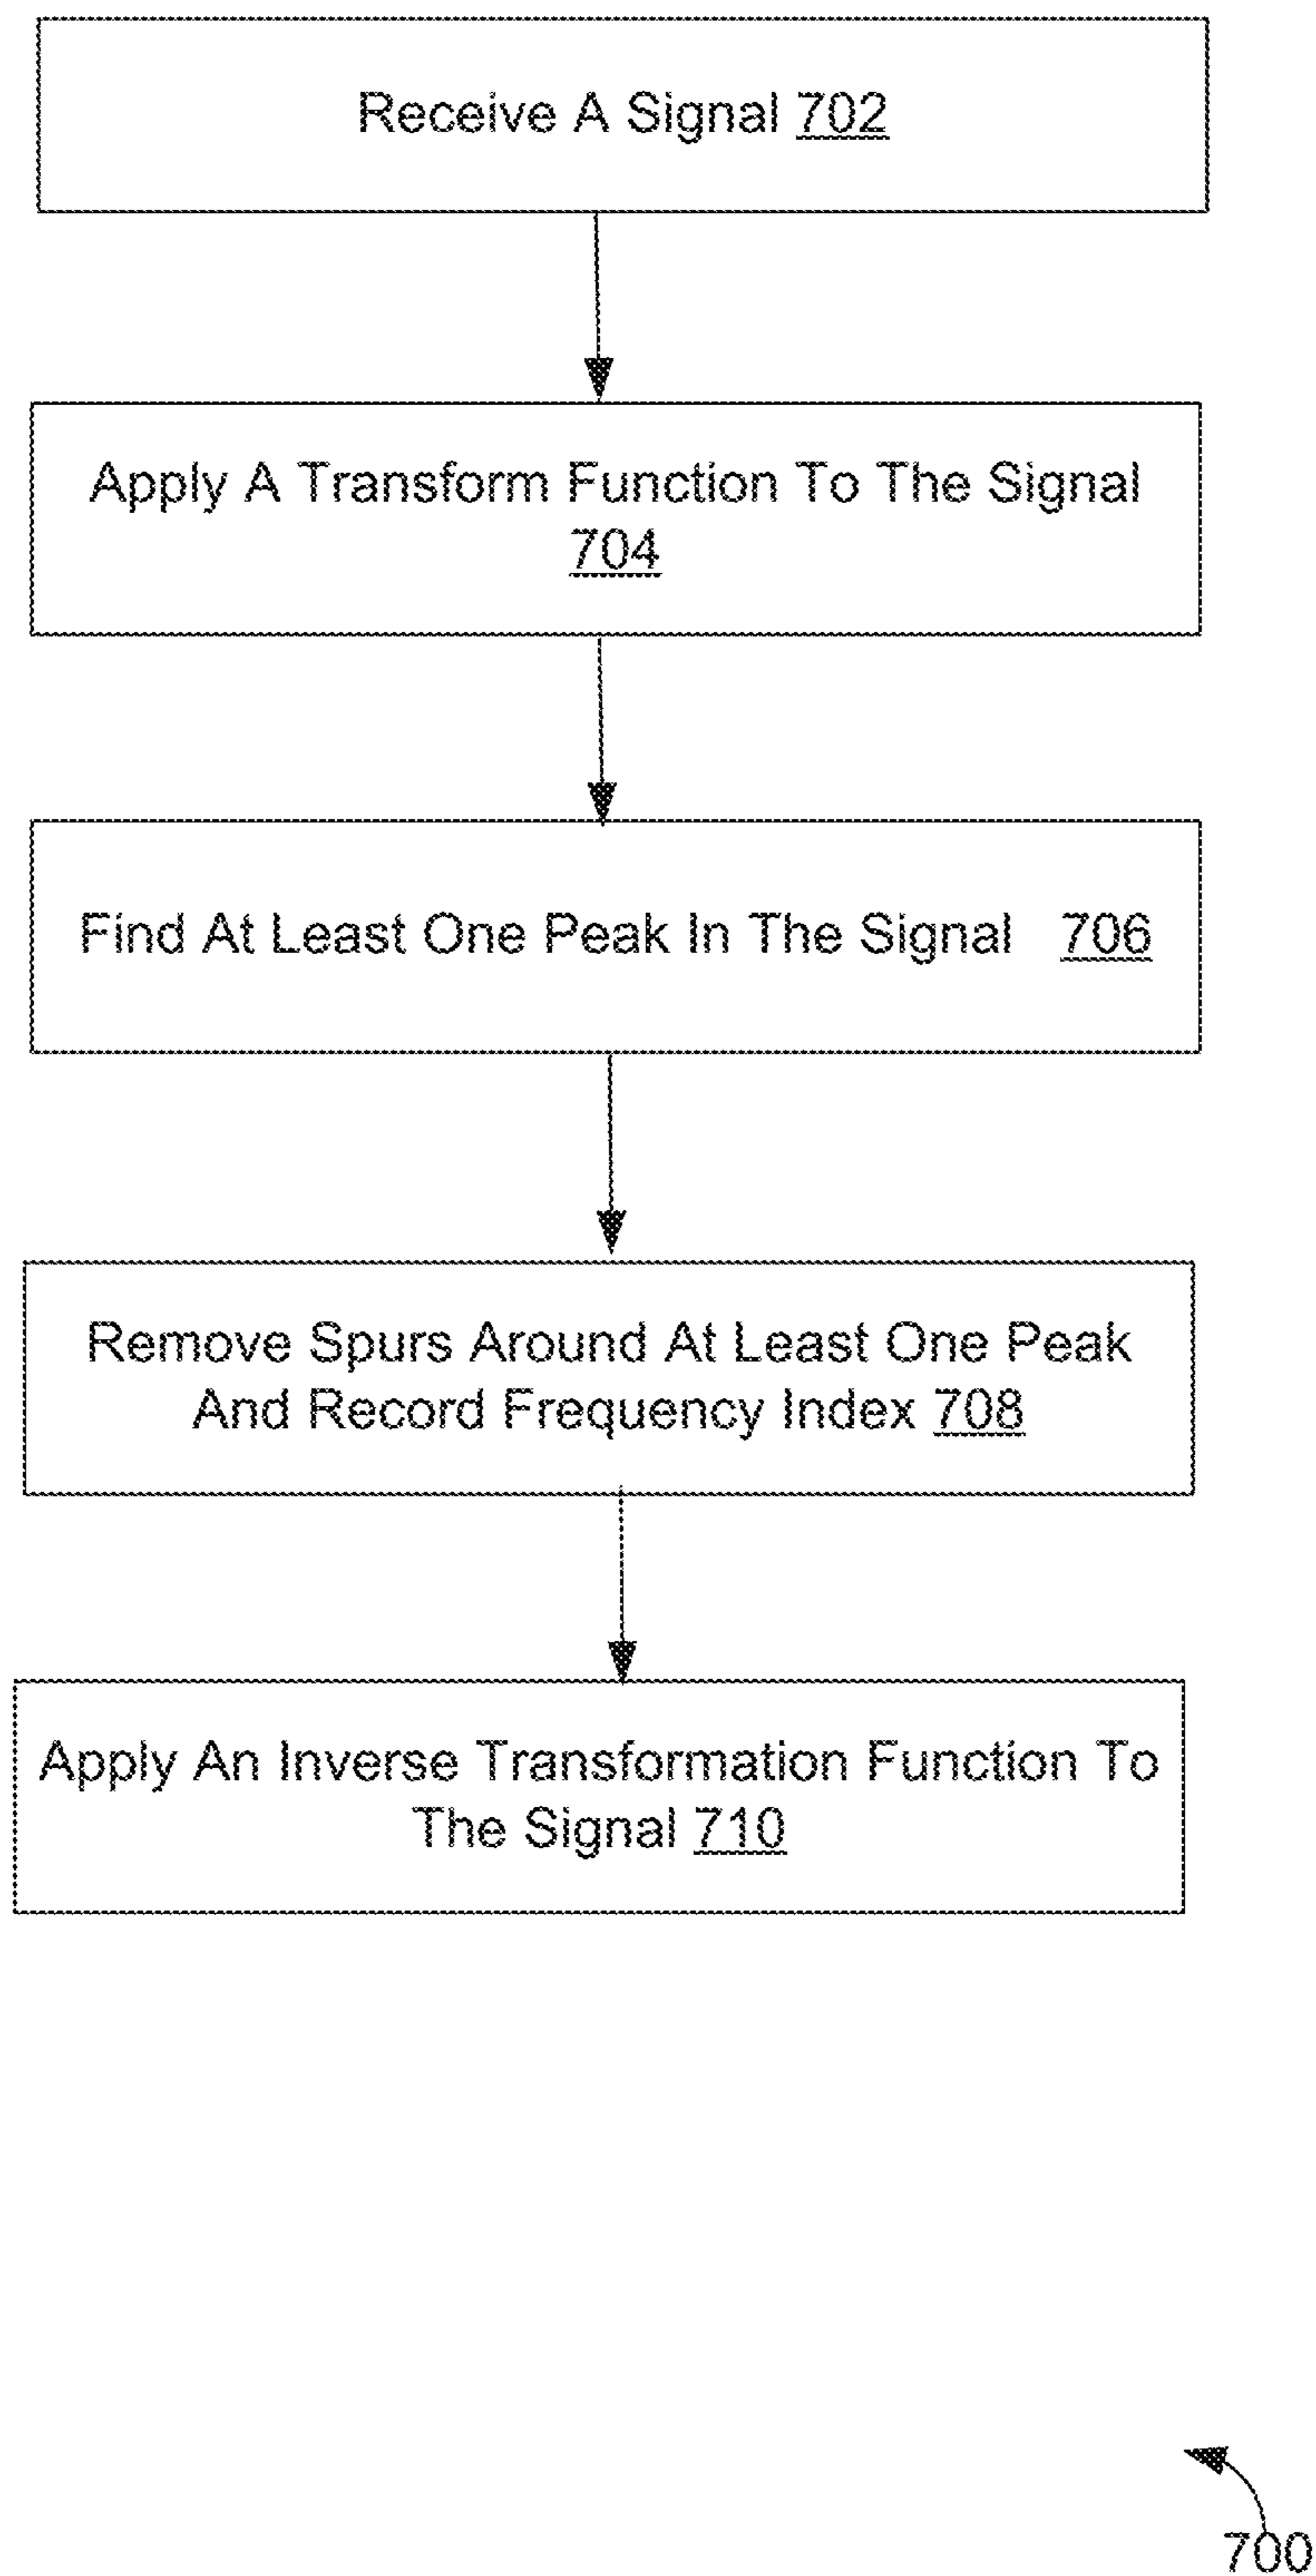 Receive A Signal 702
Apply A Transform Function To The Signal
704
Find At Least One Peak In The Signal 706
Remove Spurs Around At Least One Peak
And Record Frequency Index 708
Apply An Inverse Transformation Function To
The Signal 710
700